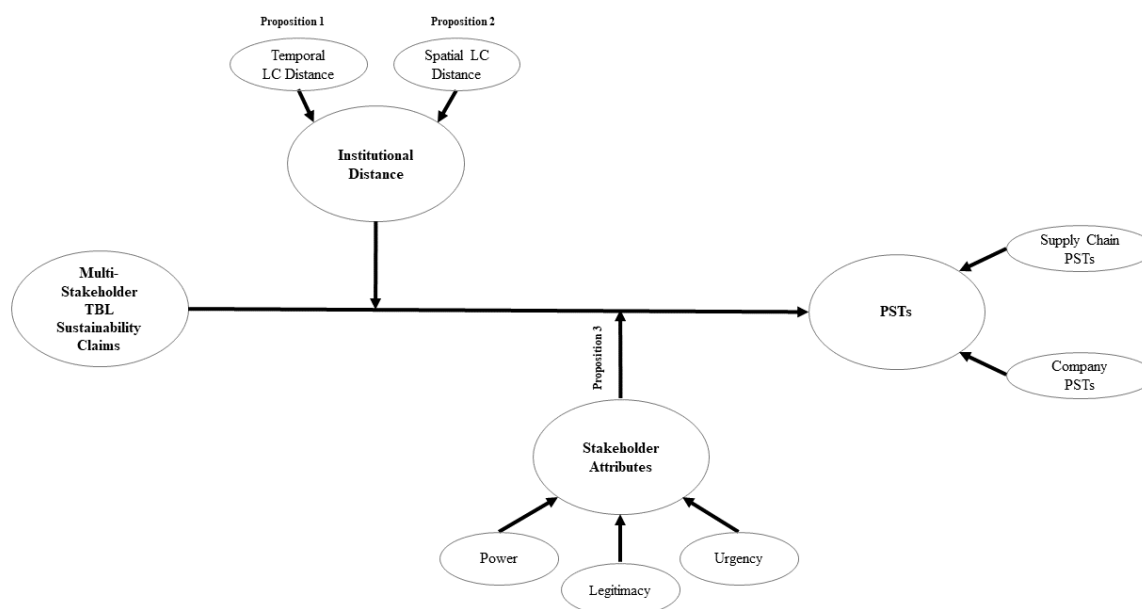 Proposition 1
Proposition 2
Temporal
LC Distance
Spatial LC
Distance
Institutional
Distance
Multi-
Stakeholder
TBL
Sustainability
Claims
Supply Chain
PSTs
PSTs
Company
PSTs
Proposition 3
Stakeholder
Attributes
Power
Legitimacy
Urgency